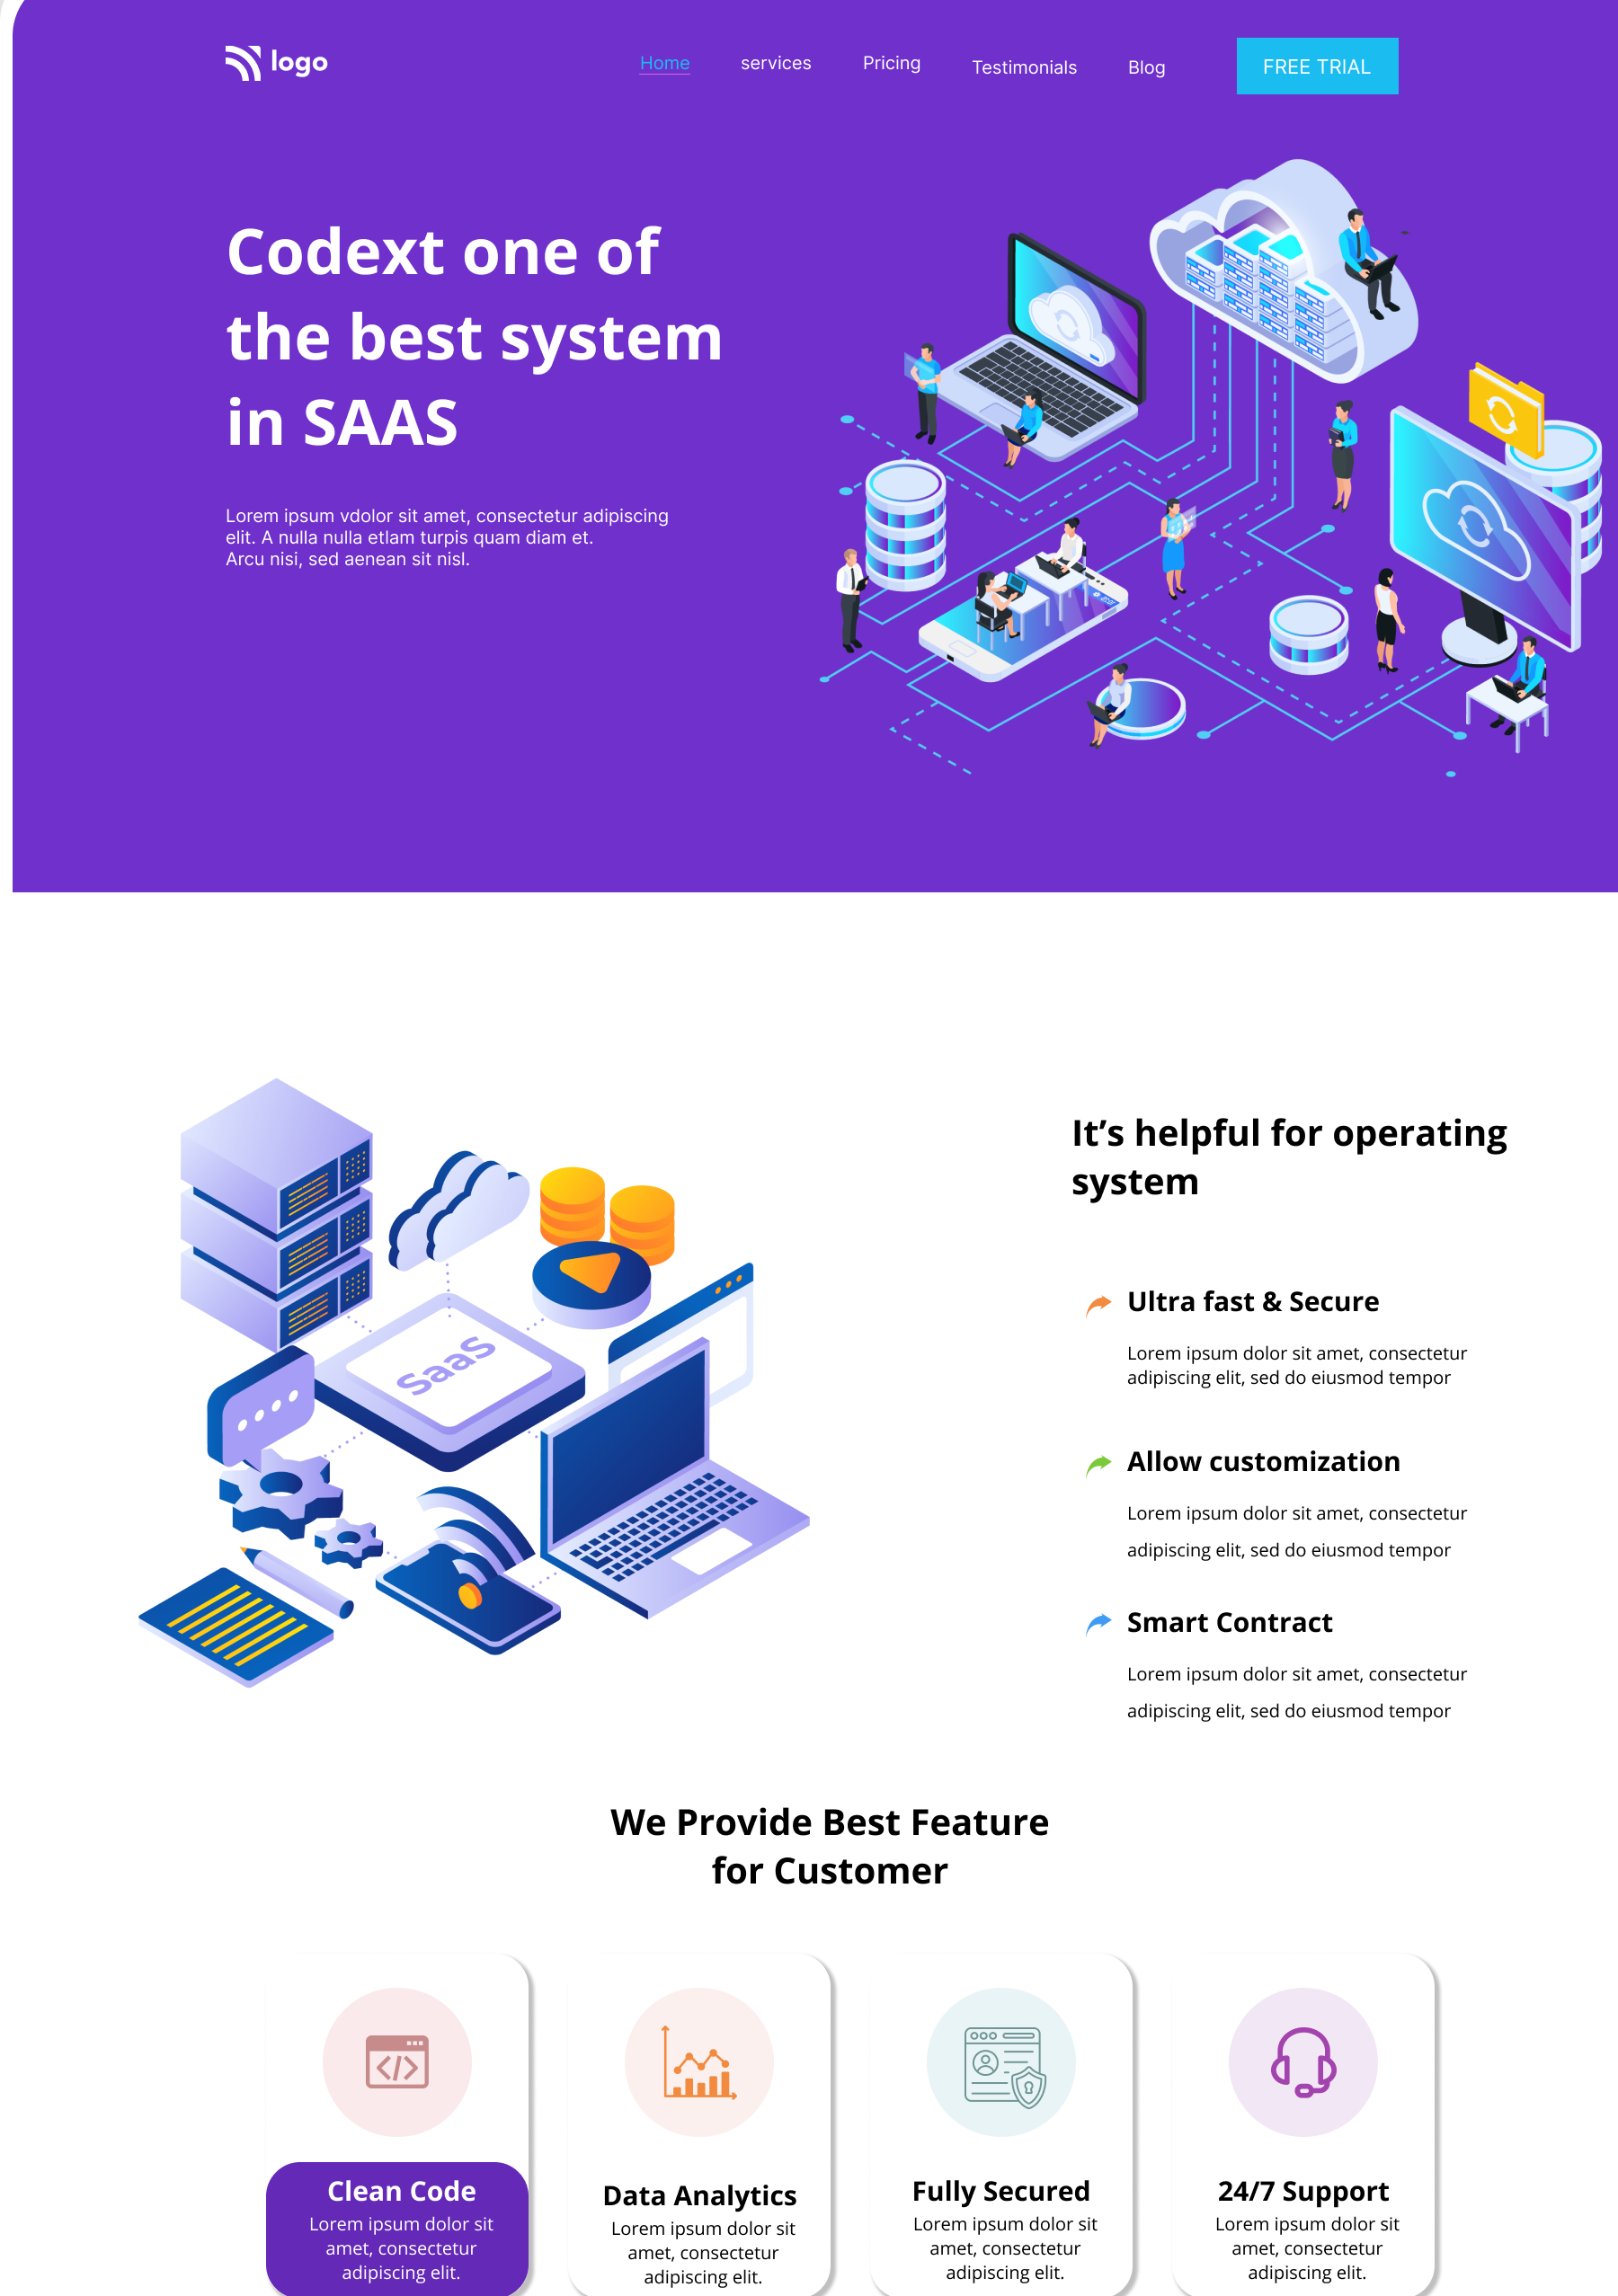 logo
Home
services
Pricing
Testimonials
Blog
FREE TRIAL
Codext one of
the best system
in SAAS
Lorem ipsum vdolor sit amet, consectetur adipiscing
elit. A nulla nulla etlam turpis quam diam et.
Arcu nisi, sed aenean sit nisl.
SaaS
It’s helpful for operating
system
Ultra fast & Secure
Lorem ipsum dolor sit amet, consectetur
adipiscing elit, sed do eiusmod tempor
Allow customization
Lorem ipsum dolor sit amet, consectetur
adipiscing elit, sed do eiusmod tempor
Smart Contract
Lorem ipsum dolor sit amet, consectetur
adipiscing elit, sed do eiusmod tempor
We Provide Best Feature
for Customer
Clean Code
Lorem ipsum dolor sit
amet, consectetur
adipiscing elit.
Data Analytics
Lorem ipsum dolor sit
amet, consectetur
adipiscing elit.
Fully Secured
Lorem ipsum dolor sit
amet, consectetur
adipiscing elit.
24/7 Support
Lorem ipsum dolor sit
amet, consectetur
adipiscing elit.